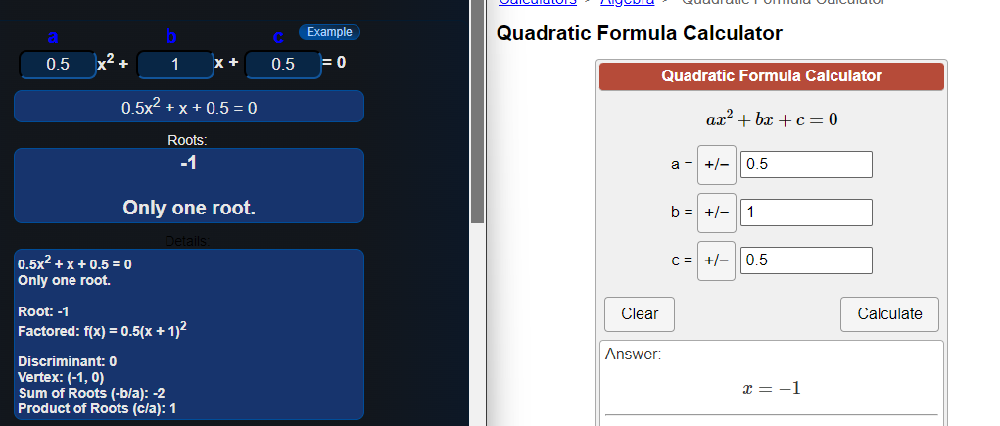 a b c Example
0.5 x² + 1 x + 0.5 = 0
0.5x² + x + 0.5 = 0
Roots:
-1
Only one root.
Details:
0.5x² + x + 0.5 = 0
Only one root.
Root: -1
Factored: f(x) = 0.5(x + 1)²
Discriminant: 0
Vertex: (-1, 0)
Sum of Roots (-b/a): -2
Product of Roots (c/a): 1
Calculators > Algebra > Quadratic Formula Calculator
Quadratic Formula Calculator
Quadratic Formula Calculator
ax² + bx + c = 0
a = +/- 0.5
b = +/- 1
c = +/- 0.5
Clear Calculate
Answer:
x = −1